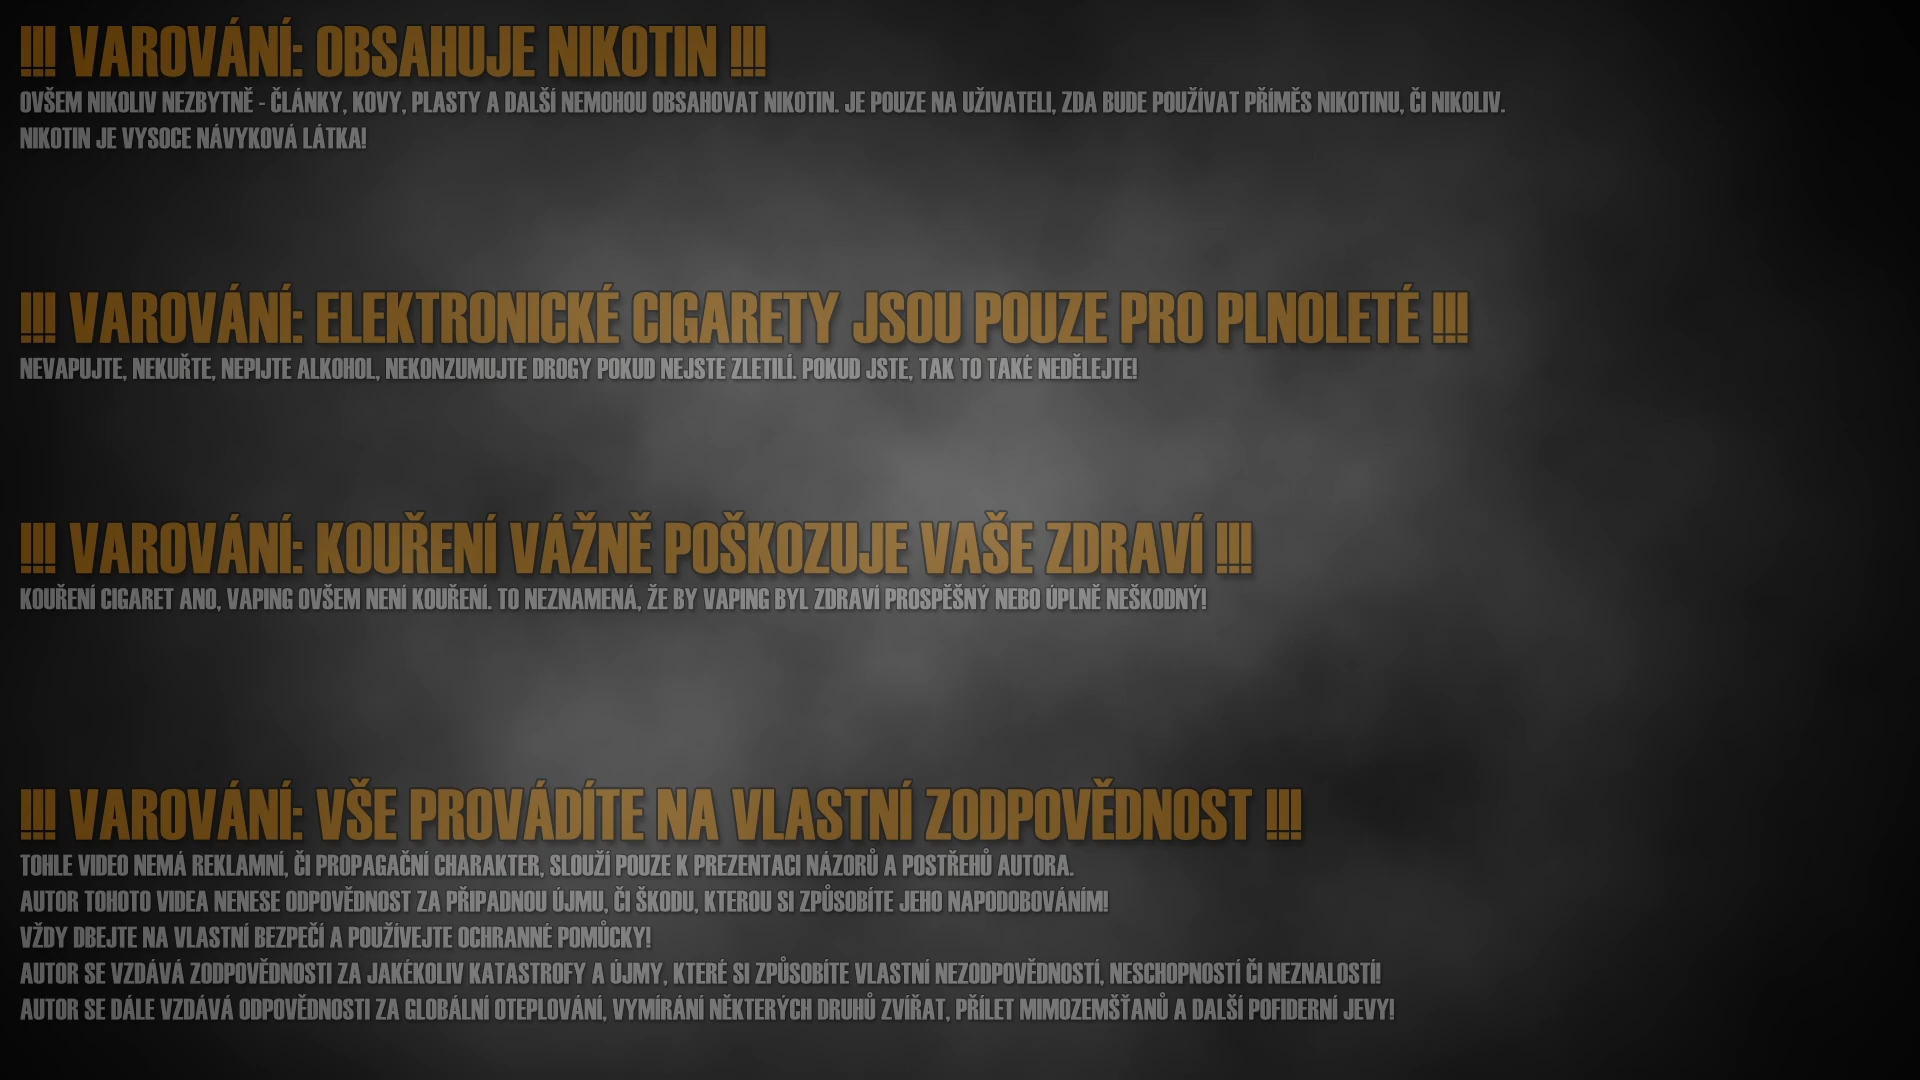 !!! VAROVÁNÍ: OBSAHUJE NIKOTIN !!!
OVŠEM NIKOLIV NEZBYTNĚ - ČLÁNKY, KOVY, PLASTY A DALŠÍ NEMOHOU OBSAHOVAT NIKOTIN. JE POUZE NA UŽIVATELI, ZDA BUDE POUŽÍVAT PŘÍMĚS NIKOTINU, ČI NIKOLIV.
NIKOTIN JE VYSOCE NÁVYKOVÁ LÁTKA!
!!! VAROVÁNÍ: ELEKTRONICKÉ CIGARETY JSOU POUZE PRO PLNOLETÉ !!!
NEVAPUJTE, NEKUŘTE, NEPIJTE ALKOHOL, NEKONZUMUJTE DROGY POKUD NEJSTE ZLETILÍ. POKUD JSTE, TAK TO TAKÉ NEDĚLEJTE!
!!! VAROVÁNÍ: KOUŘENÍ VÁŽNĚ POŠKOZUJE VAŠE ZDRAVÍ !!!
KOUŘENÍ CIGARET ANO, VAPING OVŠEM NENÍ KOUŘENÍ. TO NEZNAMENÁ, ŽE BY VAPING BYL ZDRAVÍ PROSPĚŠNÝ NEBO ÚPLNĚ NEŠKODNÝ!
!!! VAROVÁNÍ: VŠE PROVÁDÍTE NA VLASTNÍ ZODPOVĚDNOST !!!
TOHLE VIDEO NEMÁ REKLAMNÍ, ČI PROPAGAČNÍ CHARAKTER, SLOUŽÍ POUZE K PREZENTACI NÁZORŮ A POSTŘEHŮ AUTORA.
AUTOR TOHOTO VIDEA NENESE ODPOVĚDNOST ZA PŘIPADNOU ÚJMU, ČI ŠKODU, KTEROU SI ZPŮSOBÍTE JEHO NAPODOBOVÁNÍM!
VŽDY DBEJTE NA VLASTNÍ BEZPEČÍ A POUŽÍVEJTE OCHRANNÉ POMŮCKY!
AUTOR SE VZDÁVÁ ZODPOVĚDNOSTI ZA JAKÉKOLIV KATASTROFY A ÚJMY, KTERÉ SI ZPŮSOBÍTE VLASTNÍ NEZODPOVĚDNOSTÍ, NESCHOPNOSTÍ ČI NEZNALOSTÍ!
AUTOR SE DÁLE VZDÁVÁ ODPOVĚDNOSTI ZA GLOBÁLNÍ OTEPLOVÁNÍ, VYMÍRÁNÍ NĚKTERÝCH DRUHŮ ZVÍŘAT, PŘÍLET MIMOZEMŠŤANŮ A DALŠÍ POFIDERNÍ JEVY!